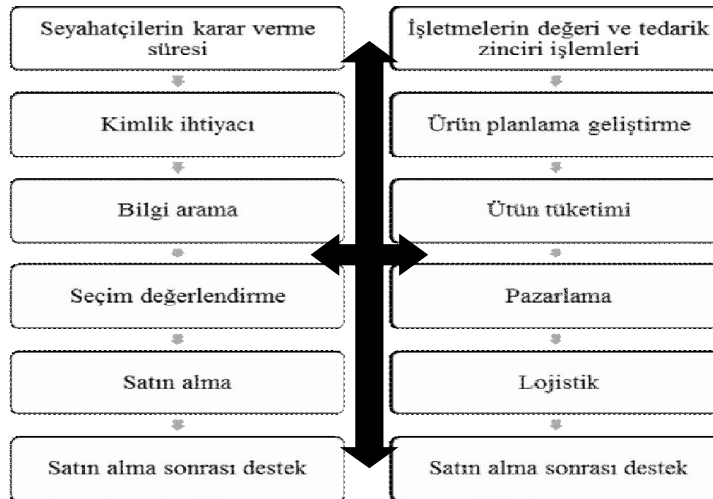 Seyahatçilerin karar verme
süresi
Kimlik ihtiyacı
Bilgi arama
Seçim değerlendirme
Satın alma
Satın alma sonrası destek
İşletmelerin değeri ve tedarik
zinciri işlemleri
Ürün planlama geliştirme
Ütün tüketimi
Pazarlama
Lojistik
Satın alma sonrası destek